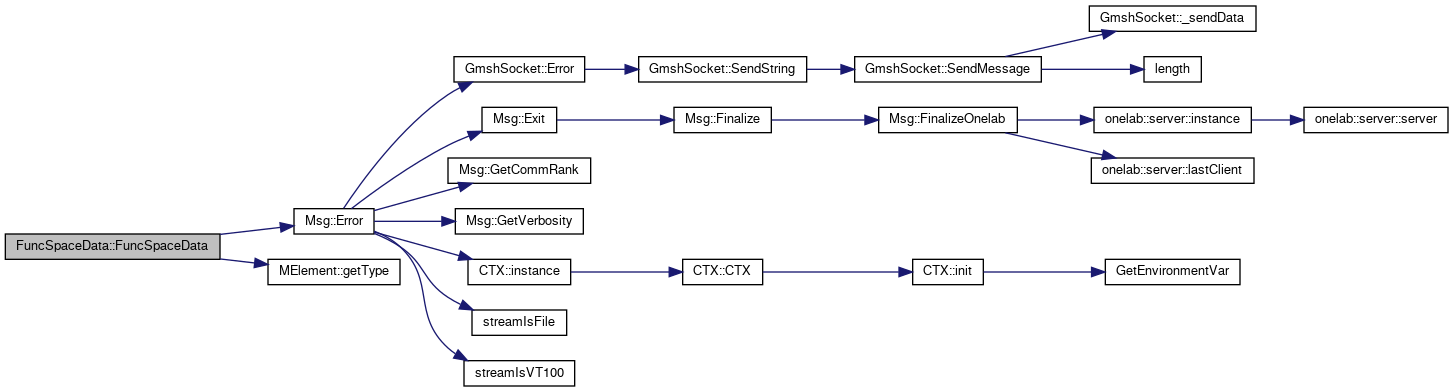 GmshSocket::_sendData
GmshSocket::Error
GmshSocket::SendString
GmshSocket::SendMessage
length
Msg::Exit
Msg::Finalize
Msg::FinalizeOnelab
onelab::server::instance
onelab::server::server
Msg::GetCommRank
onelab::server::lastClient
Msg::Error
Msg::GetVerbosity
FuncSpaceData::FuncSpaceData
MElement::getType
CTX::instance
CTX::CTX
CTX::init
GetEnvironmentVar
streamIsFile
streamIsVT100